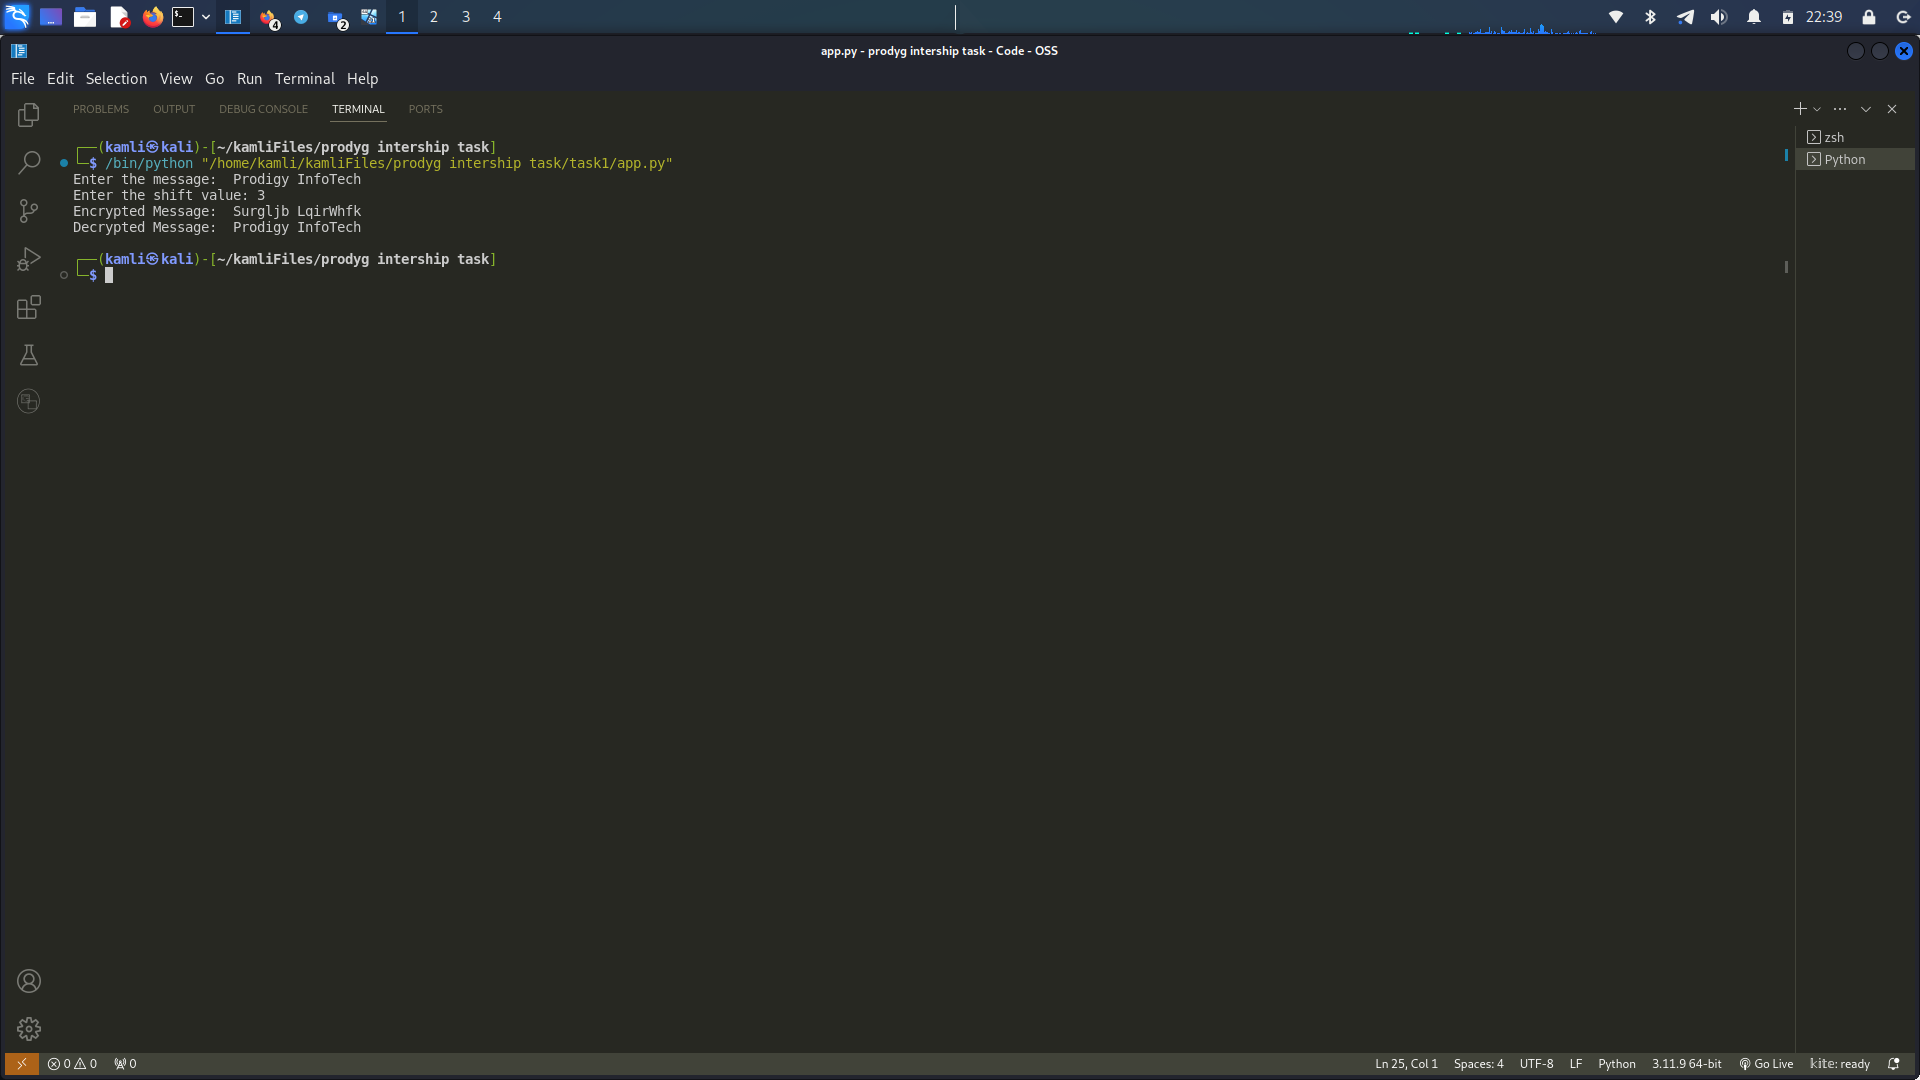 1 2 3 4 22:39
4 2
app.py - prodyg intership task - Code - OSS
File Edit Selection View Go Run Terminal Help
PROBLEMS OUTPUT DEBUG CONSOLE TERMINAL PORTS
┌──(kamli㉿kali)-[~/kamliFiles/prodyg intership task]
└─$ /bin/python "/home/kamli/kamliFiles/prodyg intership task/task1/app.py"
Enter the message:  Prodigy InfoTech
Enter the shift value: 3
Encrypted Message:  Surgljb LqirWhfk
Decrypted Message:  Prodigy InfoTech
┌──(kamli㉿kali)-[~/kamliFiles/prodyg intership task]
└─$
zsh
Python
0 0 0 Ln 25, Col 1 Spaces: 4 UTF-8 LF Python 3.11.9 64-bit Go Live kite: ready